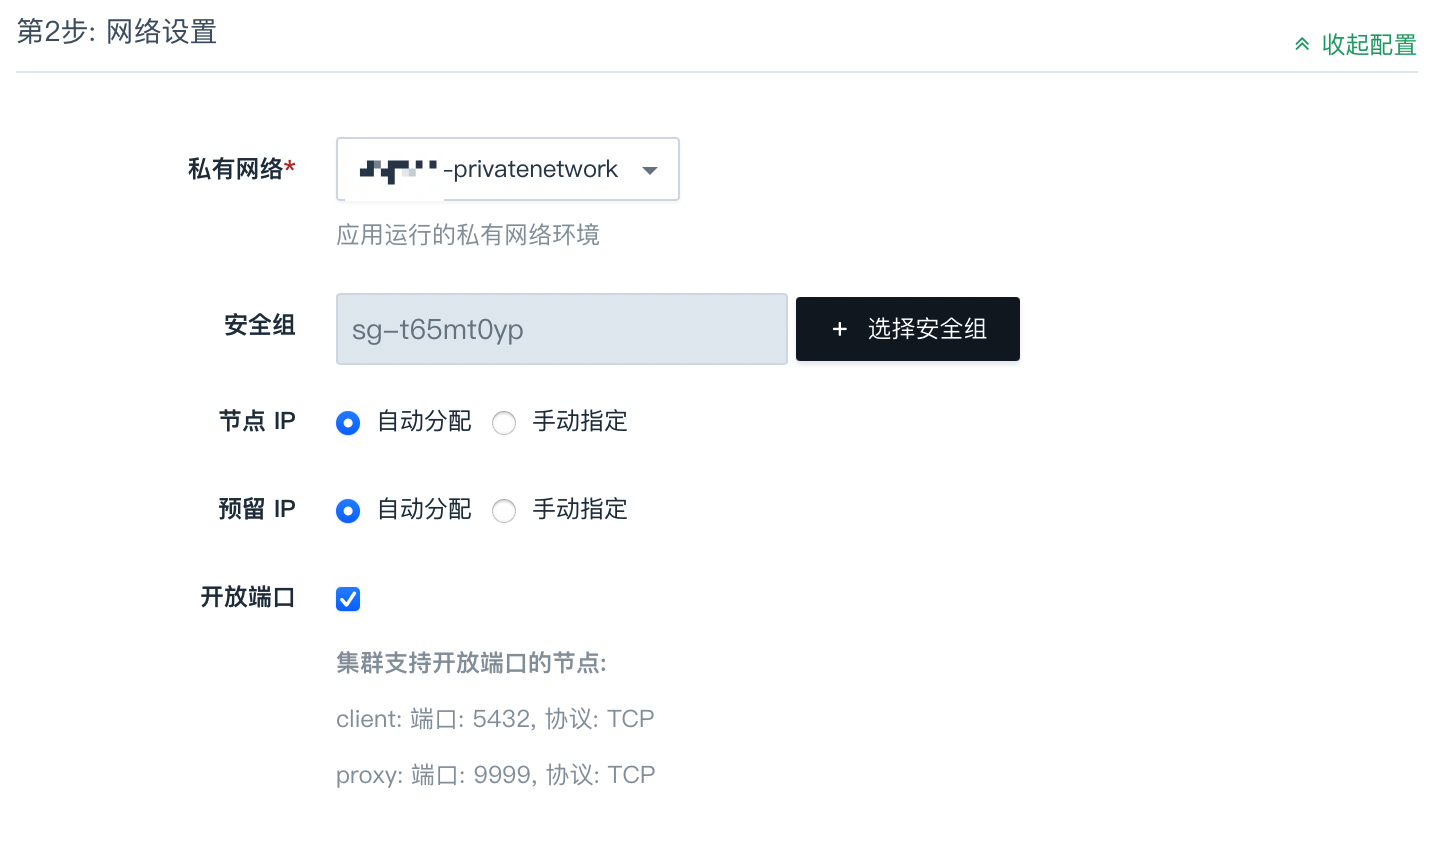 第2步: 网络设置
收起配置
私有网络*
-privatenetwork
应用运行的私有网络环境
安全组
sg-t65mt0yp
+ 选择安全组
节点 IP
自动分配 手动指定
预留 IP
自动分配 手动指定
开放端口
集群支持开放端口的节点:
client: 端口: 5432, 协议: TCP
proxy: 端口: 9999, 协议: TCP